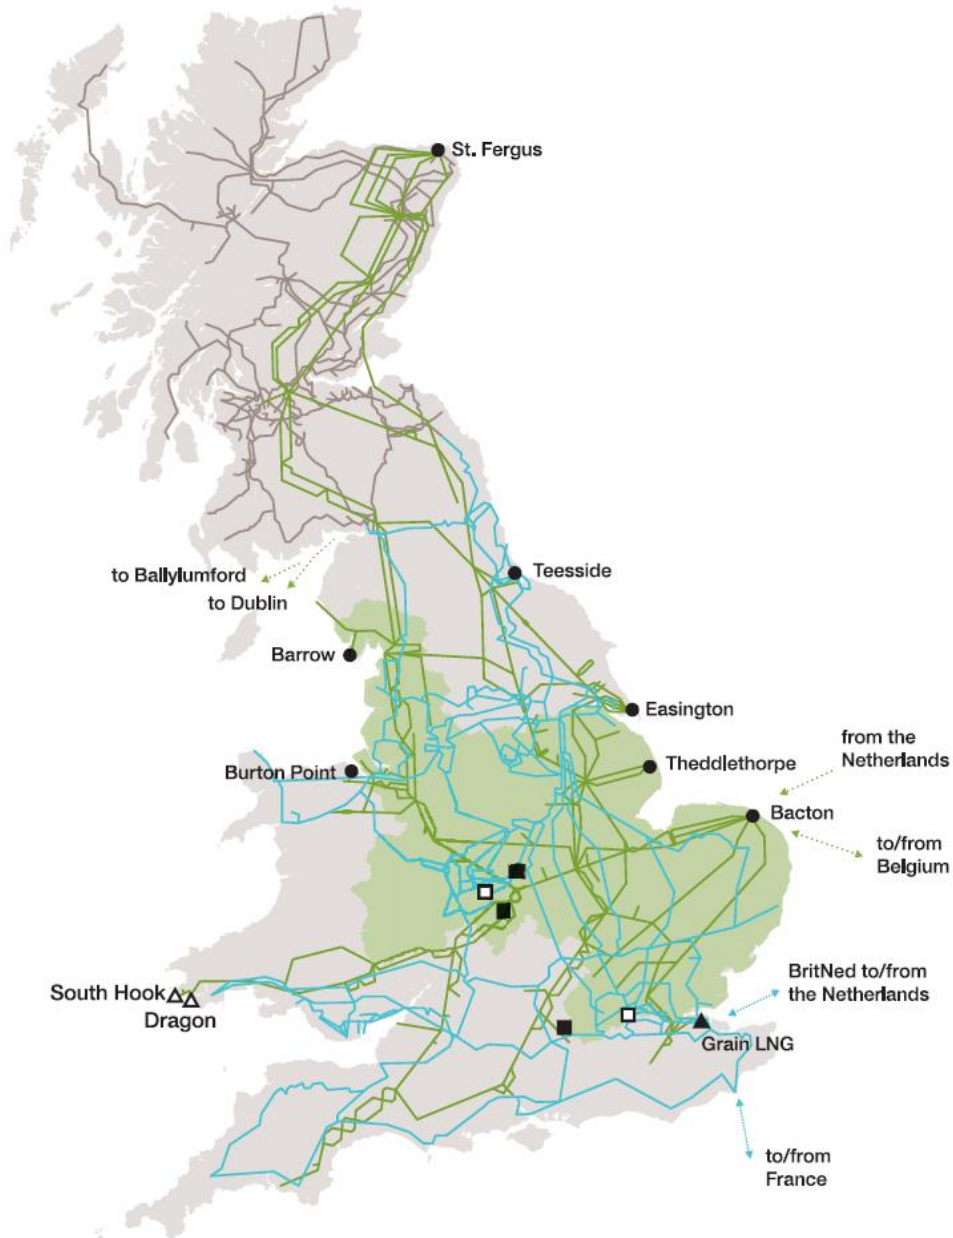 St. Fergus
to Ballylumford
to Dublin
Teesside
Barrow
Easington
Burton Point
Theddlethorpe
from the
Netherlands
Bacton
to/from
Belgium
South Hook
Dragon
BritNed to/from
the Netherlands
Grain LNG
to/from
France